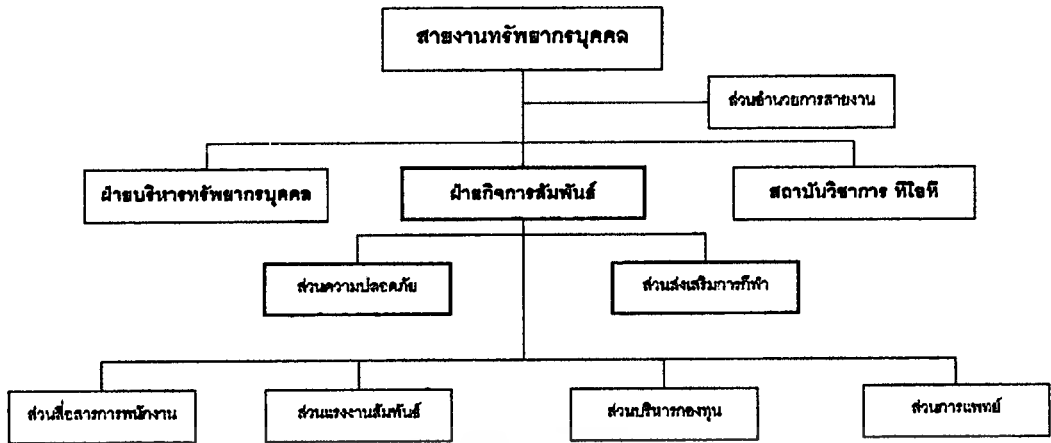 สายงานทรัพยากรบุคคล
ส่วนอำนวยการสายงาน
ฝ่ายบริหารทรัพยากรบุคคล
ฝ่ายกิจการสัมพันธ์
สถาบันวิชาการ ทีโอที
ส่วนความปลอดภัย
ส่วนส่งเสริมการกีฬา
ส่วนสื่อสารการพนักงาน
ส่วนแรงงานสัมพันธ์
ส่วนบริหารกองทุน
ส่วนการแพทย์